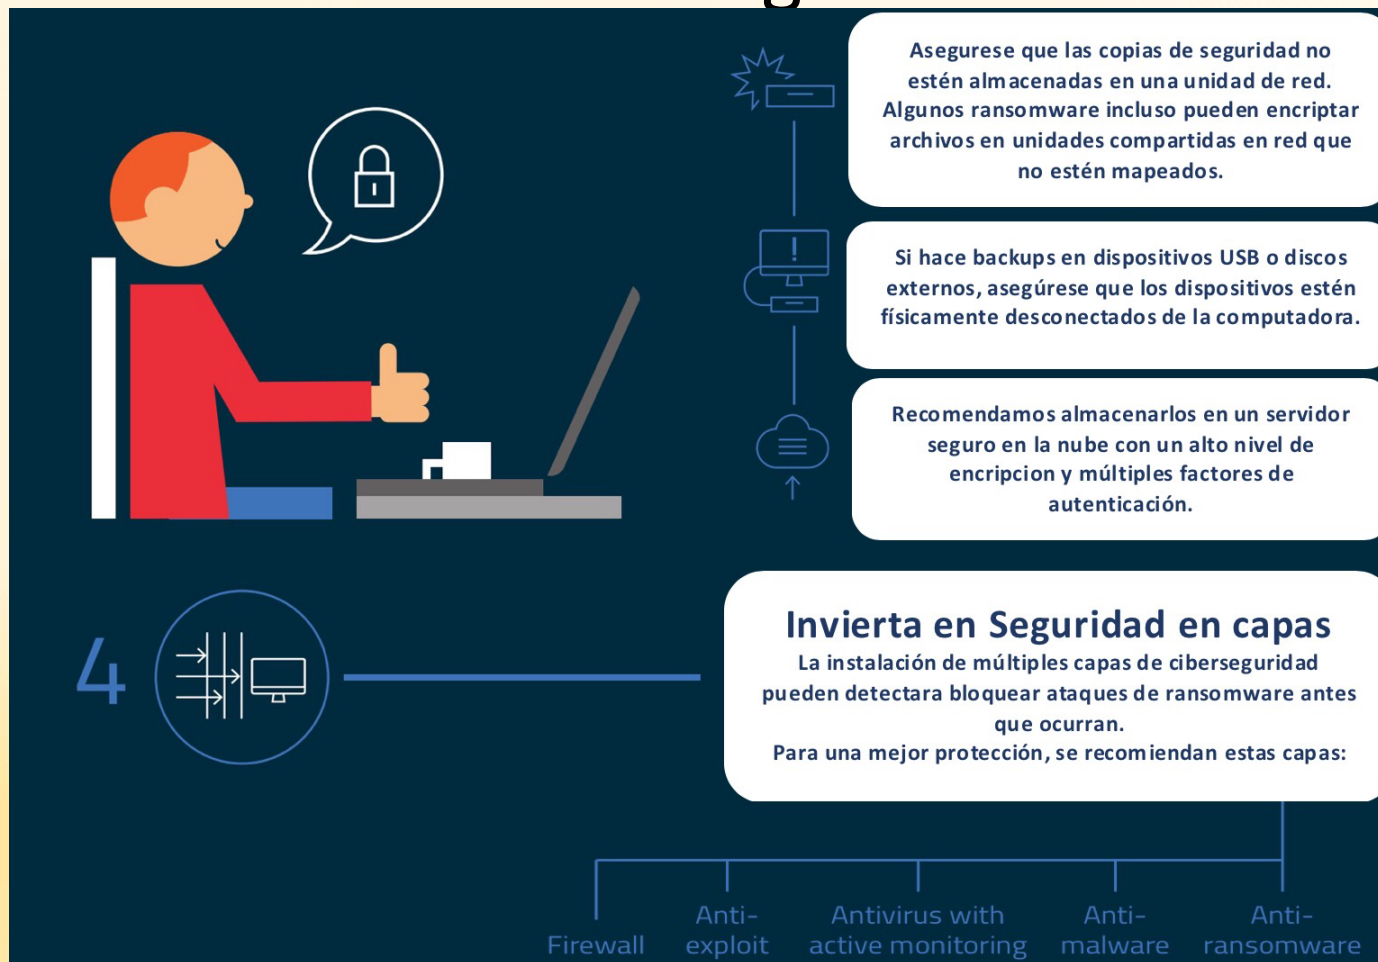 Asegurese que las copias de seguridad no
estén almacenadas en una unidad de red.
Algunos ransomware incluso pueden encriptar
archivos en unidades compartidas en red que
no estén mapeados.
Si hace backups en dispositivos USB o discos
externos, asegúrese que los dispositivos estén
físicamente desconectados de la computadora.
Recomendamos almacenarlos en un servidor
seguro en la nube con un alto nivel de
encripcion y múltiples factores de
autenticación.
4
Invierta en Seguridad en capas
La instalación de múltiples capas de ciberseguridad
pueden detectara bloquear ataques de ransomware antes
que ocurran.
Para una mejor protección, se recomiendan estas capas:
Firewall
Anti-
exploit
Antivirus with
active monitoring
Anti-
malware
Anti-
ransomware